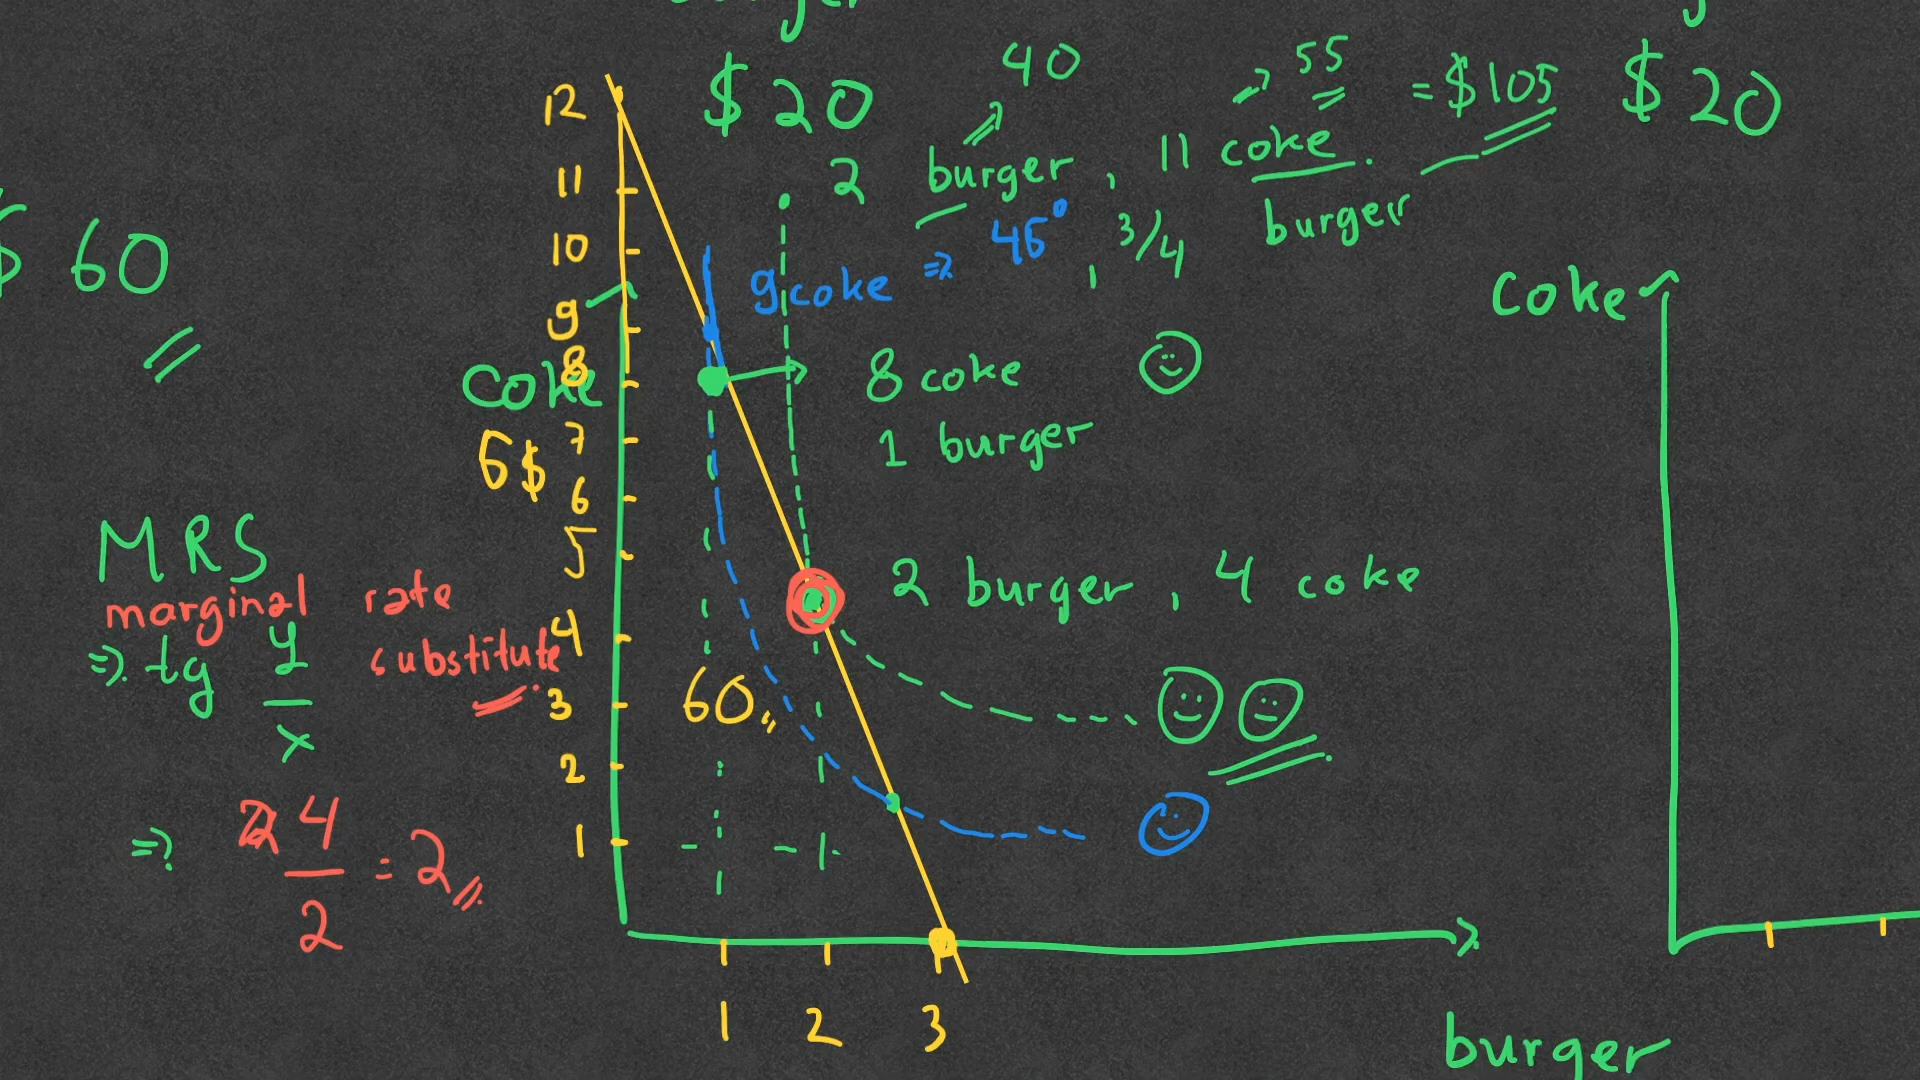 $ 20
40
55
= $105
$ 20
2 burger , 11 coke .
$ 60
9 coke => 45° , 3/4 burger
coke
12
11
10
9
8
7
6
5
4
3
2
1
coke
6$
8 coke
1 burger
2 burger , 4 coke
MRS
marginal rate
substitute
=> tg y/x
60
=> 4/2 = 2
1 2 3
burger